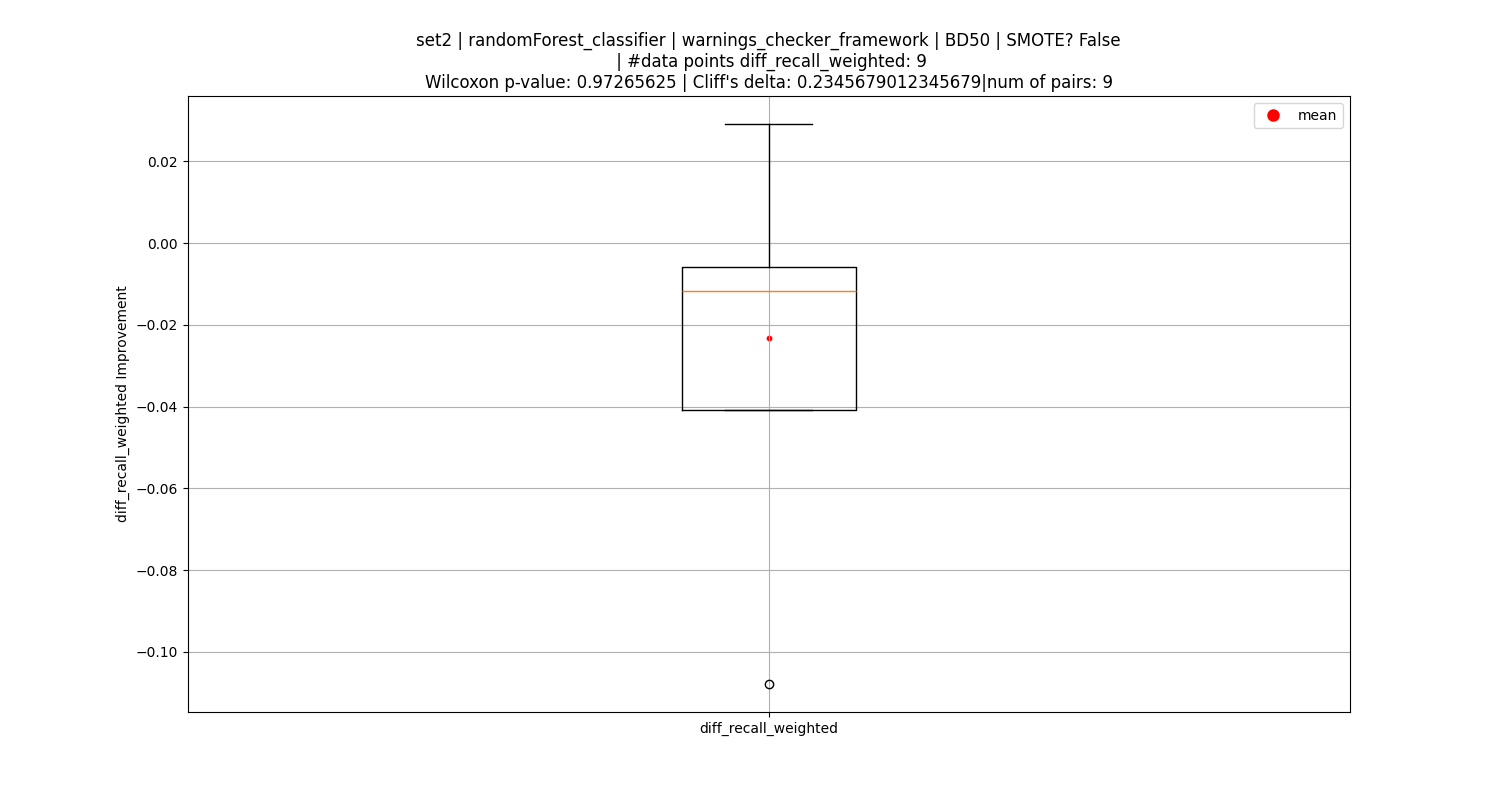 set2 | randomForest_classifier | warnings_checker_framework | BD50 | SMOTE? False
| #data points diff_recall_weighted: 9
Wilcoxon p-value: 0.97265625 | Cliff's delta: 0.2345679012345679|num of pairs: 9
mean
0.02
0.00
−0.02
−0.04
−0.06
−0.08
−0.10
diff_recall_weighted Improvement
diff_recall_weighted